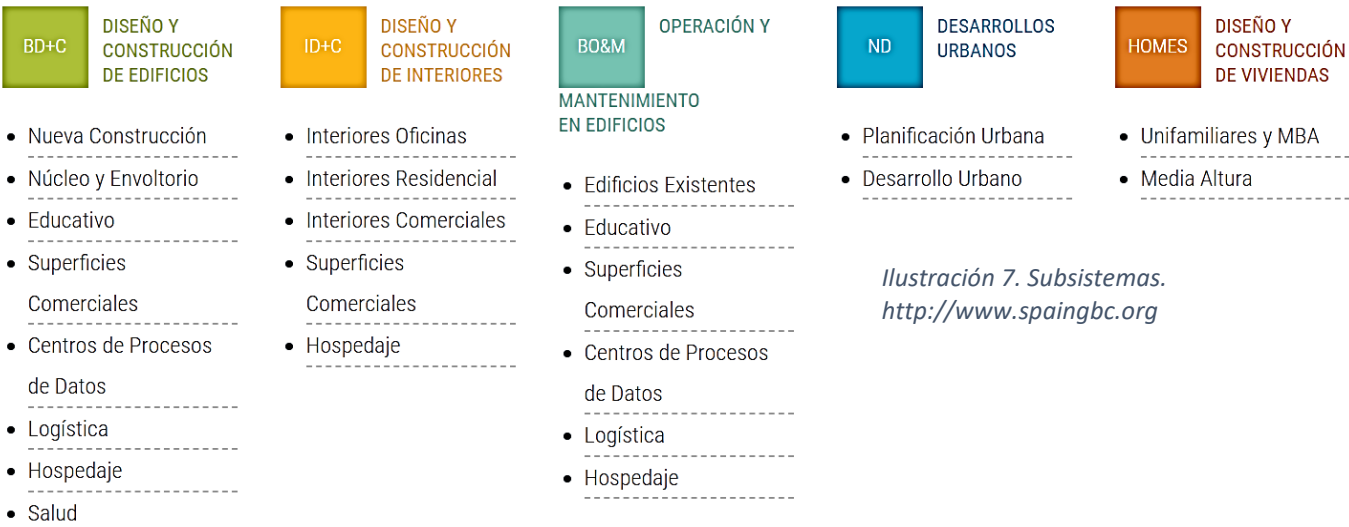 BD+C
DISEÑO Y
CONSTRUCCIÓN
DE EDIFICIOS
Nueva Construcción
Núcleo y Envoltorio
Educativo
Superficies
Comerciales
Centros de Procesos
de Datos
Logística
Hospedaje
Salud
ID+C
DISEÑO Y
CONSTRUCCIÓN
DE INTERIORES
Interiores Oficinas
Interiores Residencial
Interiores Comerciales
Superficies
Comerciales
Hospedaje
BO&M
OPERACIÓN Y
MANTENIMIENTO
EN EDIFICIOS
Edificios Existentes
Educativo
Superficies
Comerciales
Centros de Procesos
de Datos
Logística
Hospedaje
ND
DESARROLLOS
URBANOS
Planificación Urbana
Desarrollo Urbano
HOMES
DISEÑO Y
CONSTRUCCIÓN
DE VIVIENDAS
Unifamiliares y MBA
Media Altura
Ilustración 7. Subsistemas.
http://www.spaingbc.org